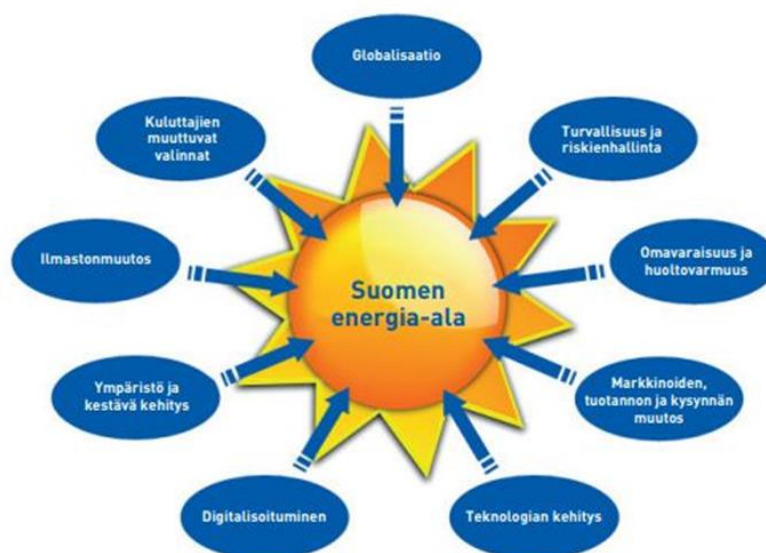 Globalisaatio
Kuluttajien
muuttuvat
valinnat
Turvallisuus ja
riskienhallinta
Ilmastonmuutos
Omavaraisuus ja
huoltovarmuus
Suomen
energia-ala
Ympäristö ja
kestävä kehitys
Markkinoiden,
tuotannon ja kysynnän
muutos
Digitalisoituminen
Teknologian kehitys